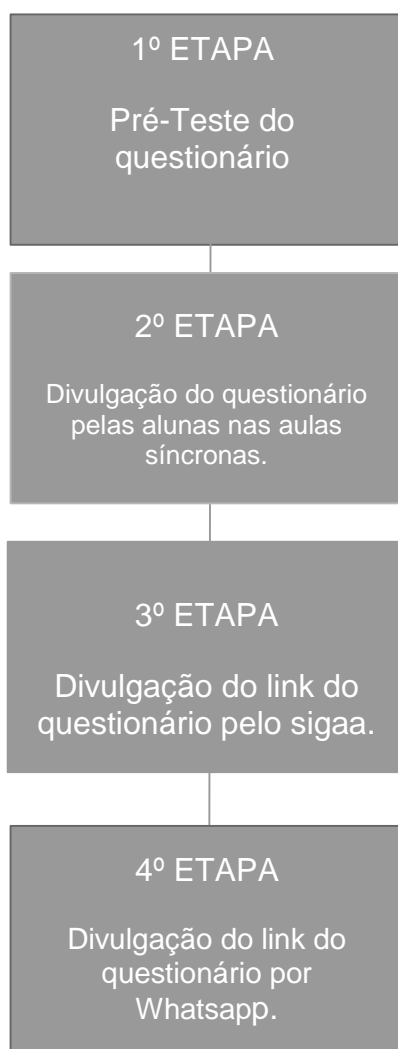 1º ETAPA
Pré-Teste do
questionário
2º ETAPA
Divulgação do questionário
pelas alunas nas aulas
síncronas.
3º ETAPA
Divulgação do link do
questionário pelo sigaa.
4º ETAPA
Divulgação do link do
questionário por
Whatsapp.